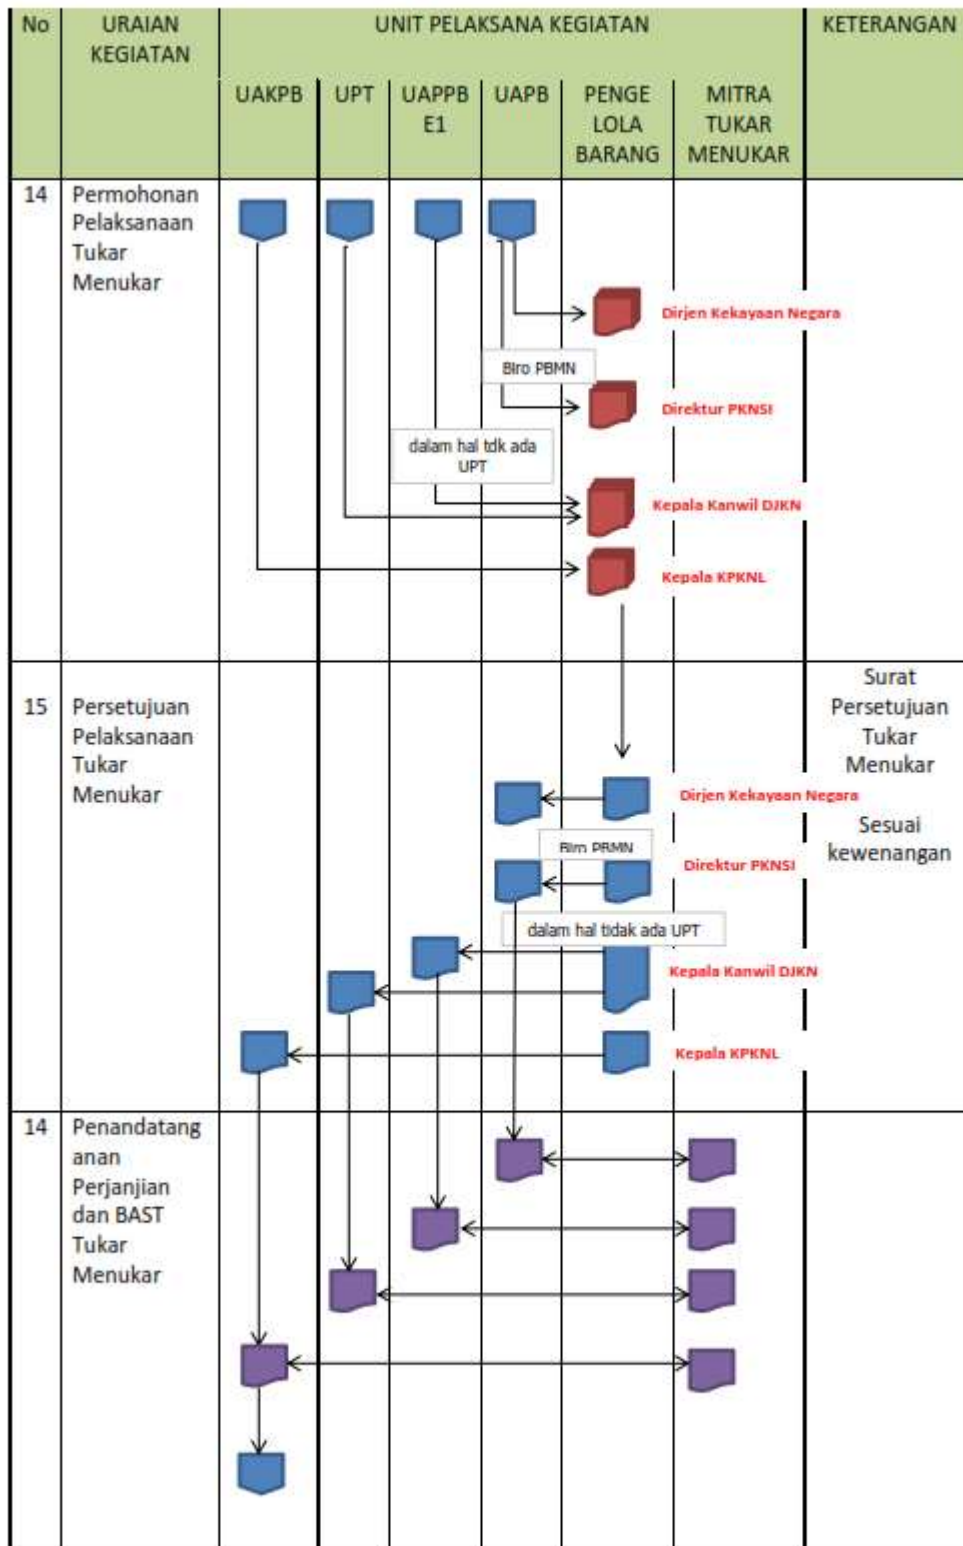 No
URAIAN
KEGIATAN
UNIT PELAKSANA KEGIATAN
KETERANGAN
UAKPB
UPT
UAPPB
E1
UAPB
PENGE
LOLA
BARANG
MITRA
TUKAR
MENUKAR
14
Permohonan
Pelaksanaan
Tukar
Menukar
Dirjen Kekayaan Negara
Biro PBMN
Direktur PKNSI
dalam hal tdk ada
UPT
Kepala Kanwil DJKN
Kepala KPKNL
15
Persetujuan
Pelaksanaan
Tukar
Menukar
Surat
Persetujuan
Tukar
Menukar
Sesuai
kewenangan
Dirjen Kekayaan Negara
Biro PBMN
Direktur PKNSI
dalam hal tidak ada UPT
Kepala Kanwil DJKN
Kepala KPKNL
14
Penandatang
anan
Perjanjian
dan BAST
Tukar
Menukar